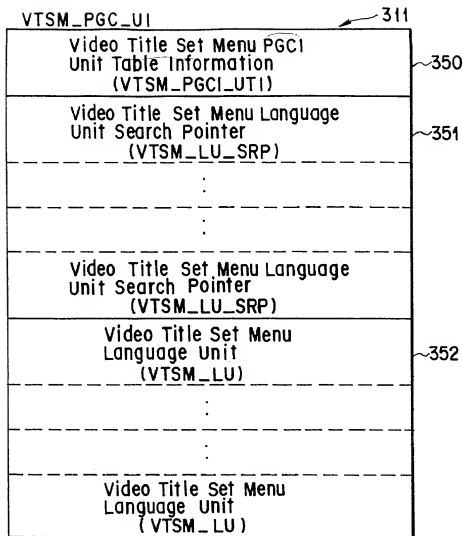 VTSM_PGC_UI
311
Video Title Set Menu PGCI
Unit Table Information
(VTSM_PGCI_UTI)
350
Video Title Set Menu Language
Unit Search Pointer
(VTSM_LU_SRP)
351
Video Title Set Menu Language
Unit Search Pointer
(VTSM_LU_SRP)
Video Title Set Menu
Language Unit
(VTSM_LU)
352
Video Title Set Menu
Language Unit
(VTSM_LU)